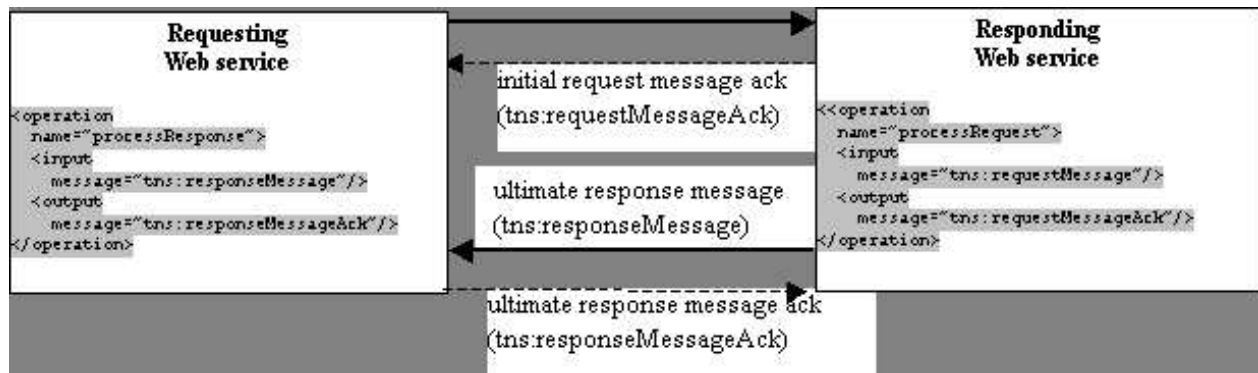 Requesting
Web service
<operation
name="processResponse">
<input
message="tns:responseMessage"/>
<output
message="tns:responseMessageAck"/>
</operation>
initial request message ack
(tns:requestMessageAck)
ultimate response message
(tns:responseMessage)
ultimate response message ack
(tns:responseMessageAck)
Responding
Web service
<<operation
name="processRequest">
<input
message="tns:requestMessage"/>
<output
message="tns:requestMessageAck"/>
</operation>